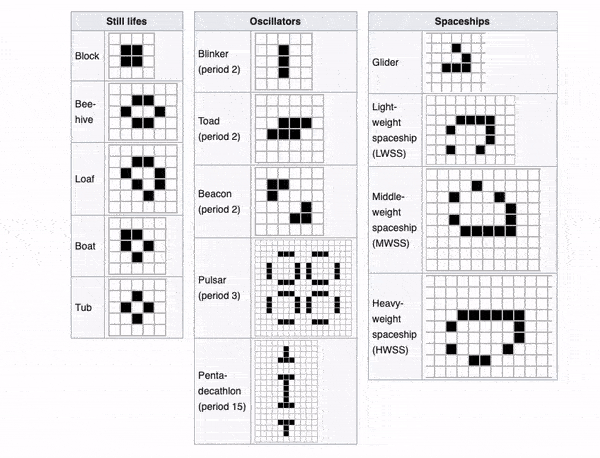 Still lifes
Block
Bee-
hive
Loaf
Boat
Tub
Oscillators
Blinker
(period 2)
Toad
(period 2)
Beacon
(period 2)
Pulsar
(period 3)
Penta-
decathlon
(period 15)
Spaceships
Glider
Light-
weight
spaceship
(LWSS)
Middle-
weight
spaceship
(MWSS)
Heavy-
weight
spaceship
(HWSS)